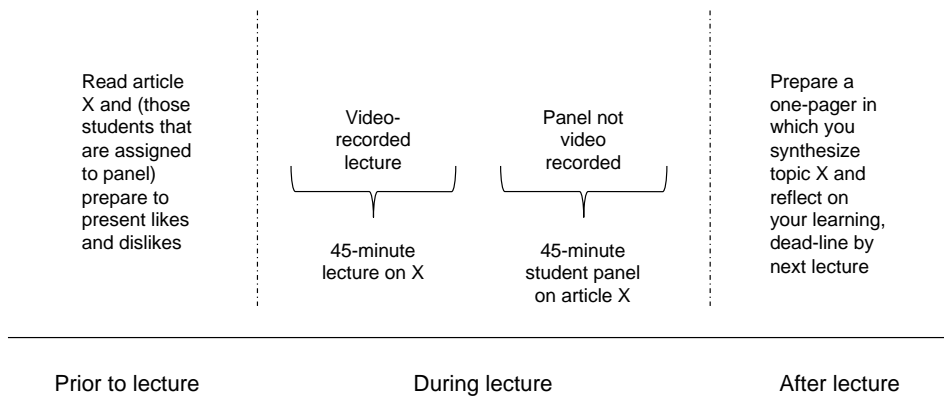 Read article
X and (those
students that
are assigned
to panel)
prepare to
present likes
and dislikes
Video-
recorded
lecture
45-minute
lecture on X
Panel not
video
recorded
45-minute
student panel
on article X
Prepare a
one-pager in
which you
synthesize
topic X and
reflect on
your learning,
dead-line by
next lecture
Prior to lecture
During lecture
After lecture